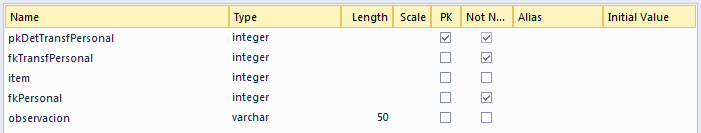 Name Type Length Scale PK Not N... Alias Initial Value
pkDetTransfPersonal integer
fkTransfPersonal integer
item integer
fkPersonal integer
observacion varchar 50